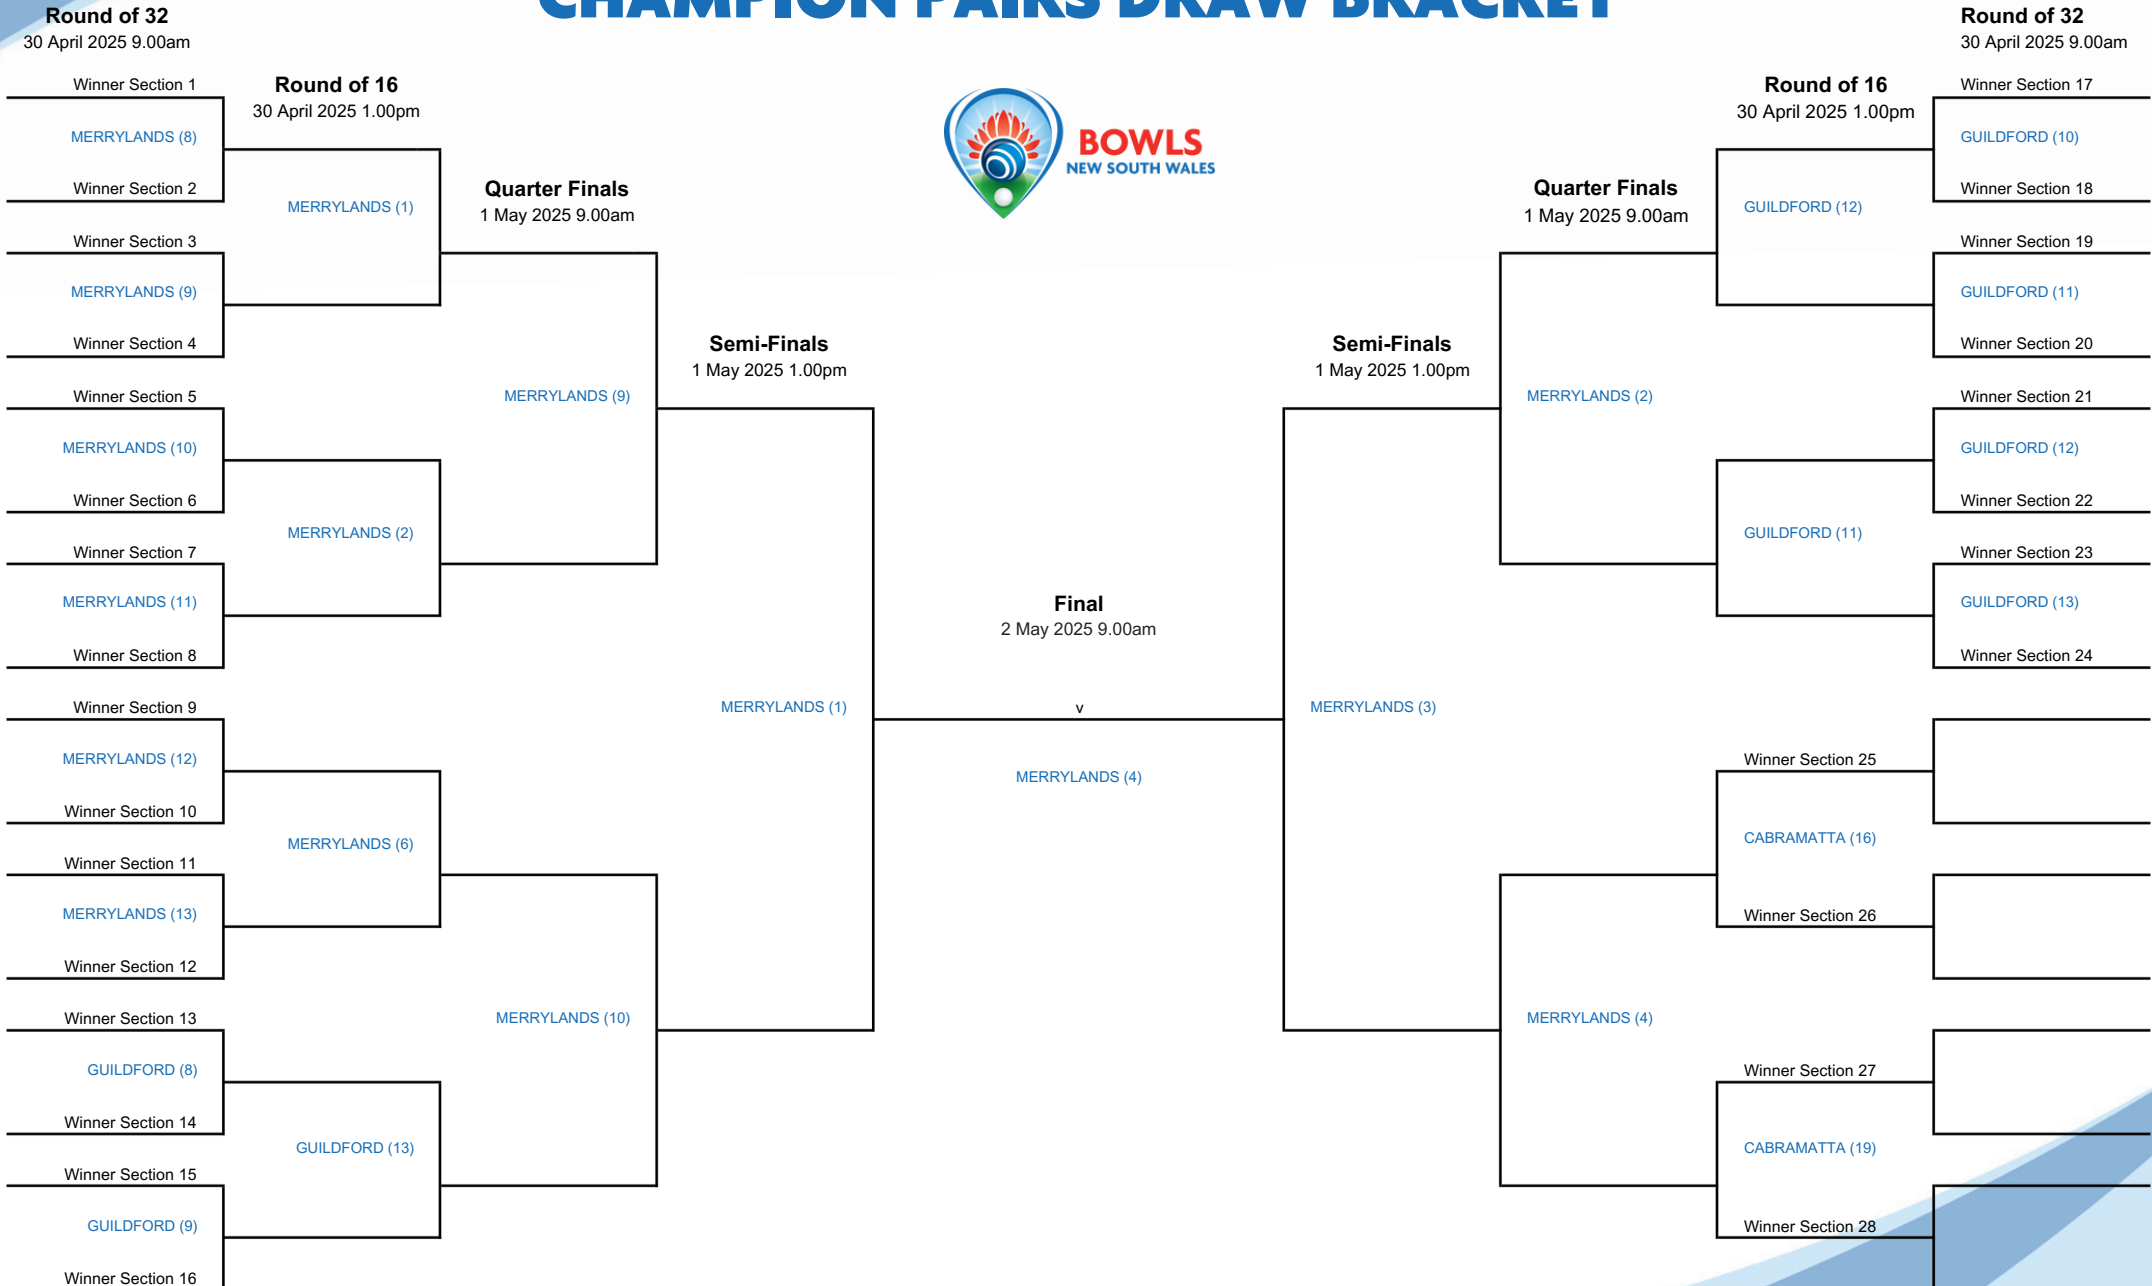 CHAMPION PAIRS DRAW BRACKET
Round of 32
30 April 2025 9.00am
Winner Section 1
MERRYLANDS (8)
Winner Section 2
Winner Section 3
MERRYLANDS (9)
Winner Section 4
Winner Section 5
MERRYLANDS (10)
Winner Section 6
Winner Section 7
MERRYLANDS (11)
Winner Section 8
Winner Section 9
MERRYLANDS (12)
Winner Section 10
Winner Section 11
MERRYLANDS (13)
Winner Section 12
Winner Section 13
GUILDFORD (8)
Winner Section 14
Winner Section 15
GUILDFORD (9)
Winner Section 16
Round of 16
30 April 2025 1.00pm
MERRYLANDS (1)
MERRYLANDS (2)
MERRYLANDS (6)
GUILDFORD (13)
Quarter Finals
1 May 2025 9.00am
MERRYLANDS (9)
MERRYLANDS (10)
Semi-Finals
1 May 2025 1.00pm
MERRYLANDS (1)
BOWLS
NEW SOUTH WALES
Final
2 May 2025 9.00am
v
MERRYLANDS (4)
Semi-Finals
1 May 2025 1.00pm
MERRYLANDS (3)
Quarter Finals
1 May 2025 9.00am
MERRYLANDS (2)
MERRYLANDS (4)
Round of 16
30 April 2025 1.00pm
GUILDFORD (12)
GUILDFORD (11)
Winner Section 25
CABRAMATTA (16)
Winner Section 26
Winner Section 27
CABRAMATTA (19)
Winner Section 28
Round of 32
30 April 2025 9.00am
Winner Section 17
GUILDFORD (10)
Winner Section 18
Winner Section 19
GUILDFORD (11)
Winner Section 20
Winner Section 21
GUILDFORD (12)
Winner Section 22
Winner Section 23
GUILDFORD (13)
Winner Section 24